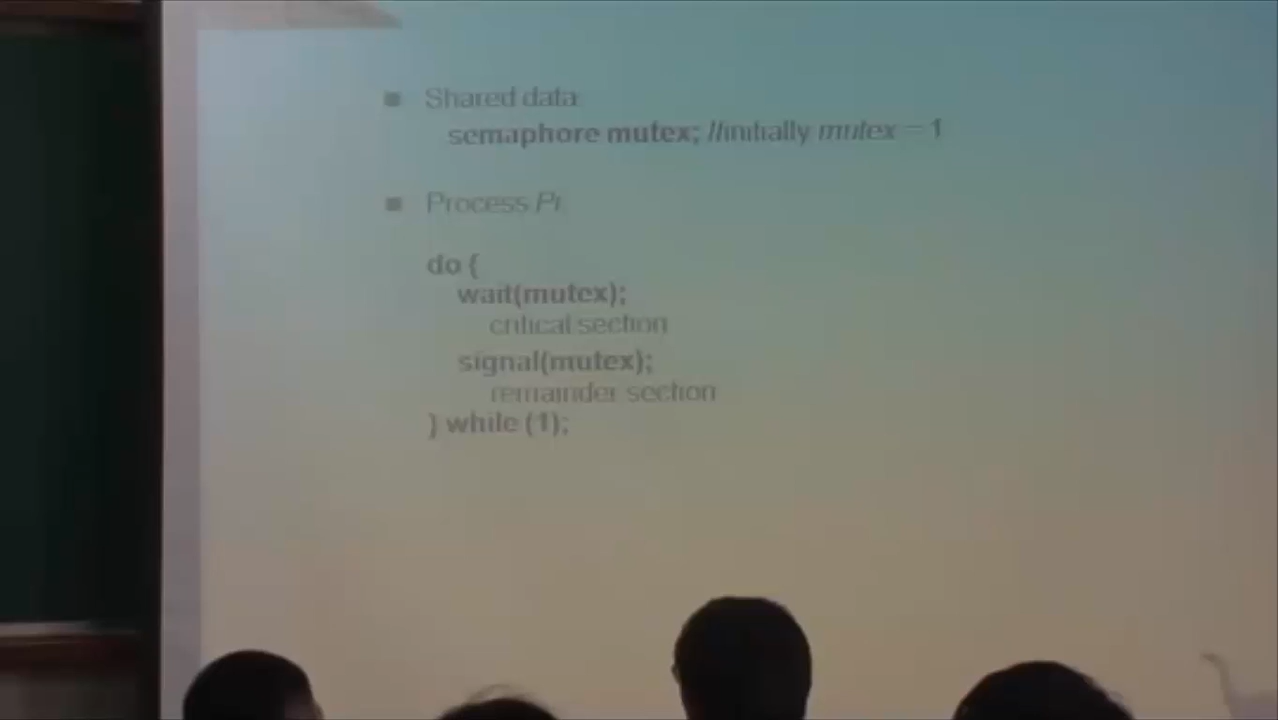 Shared data
semaphore mutex; //initially mutex = 1
Process Pi
do {
wait(mutex);
critical section
signal(mutex);
remainder section
} while (1);